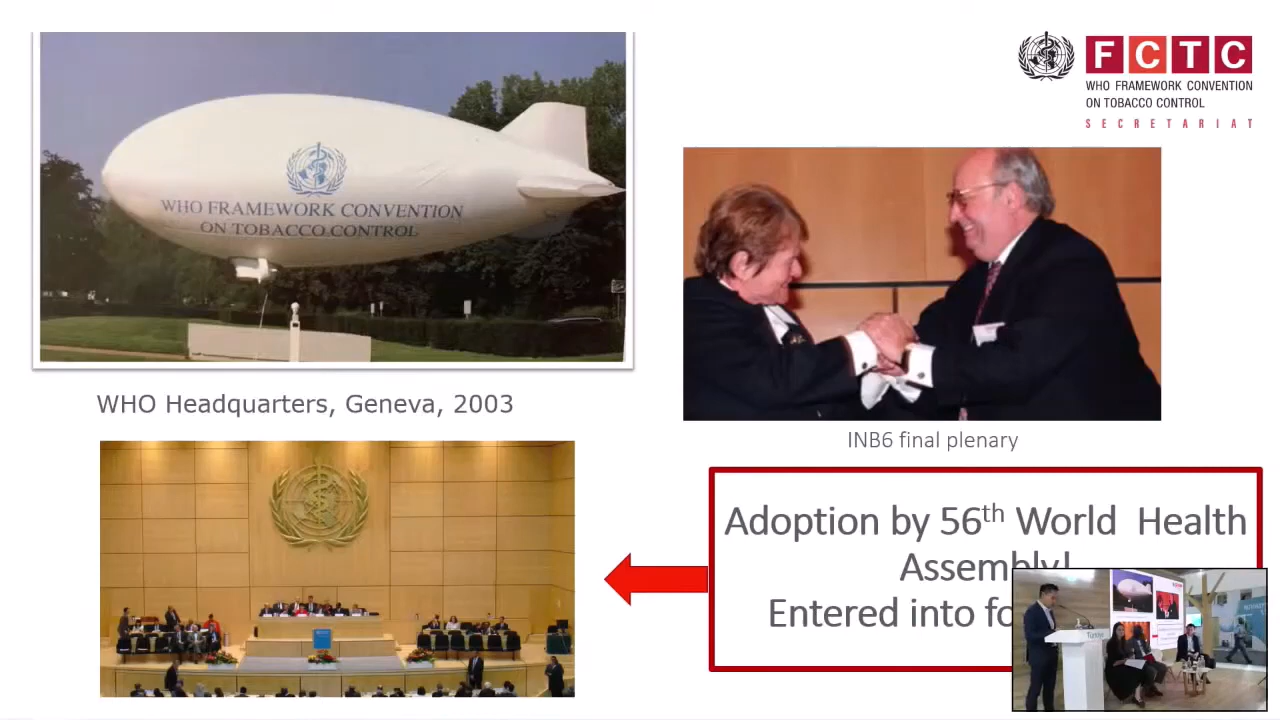 WHO FRAMEWORK CONVENTION
ON TOBACCO CONTROL
FCTC
WHO FRAMEWORK CONVENTION
ON TOBACCO CONTROL
SECRETARIAT
WHO Headquarters, Geneva, 2003
INB6 final plenary
Adoption by 56th World Health
Assembly!
Entered into
Türkiye